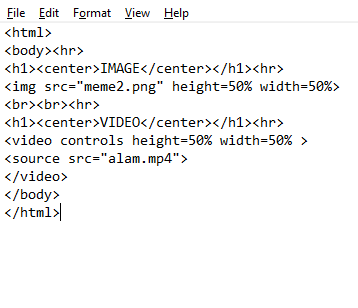 File Edit Format View Help
<html>
<body><hr>
<h1><center>IMAGE</center></h1><hr>
<img src="meme2.png" height=50% width=50%>
<br><br><hr>
<h1><center>VIDEO</center></h1><hr>
<video controls height=50% width=50% >
<source src="alam.mp4">
</video>
</body>
</html>